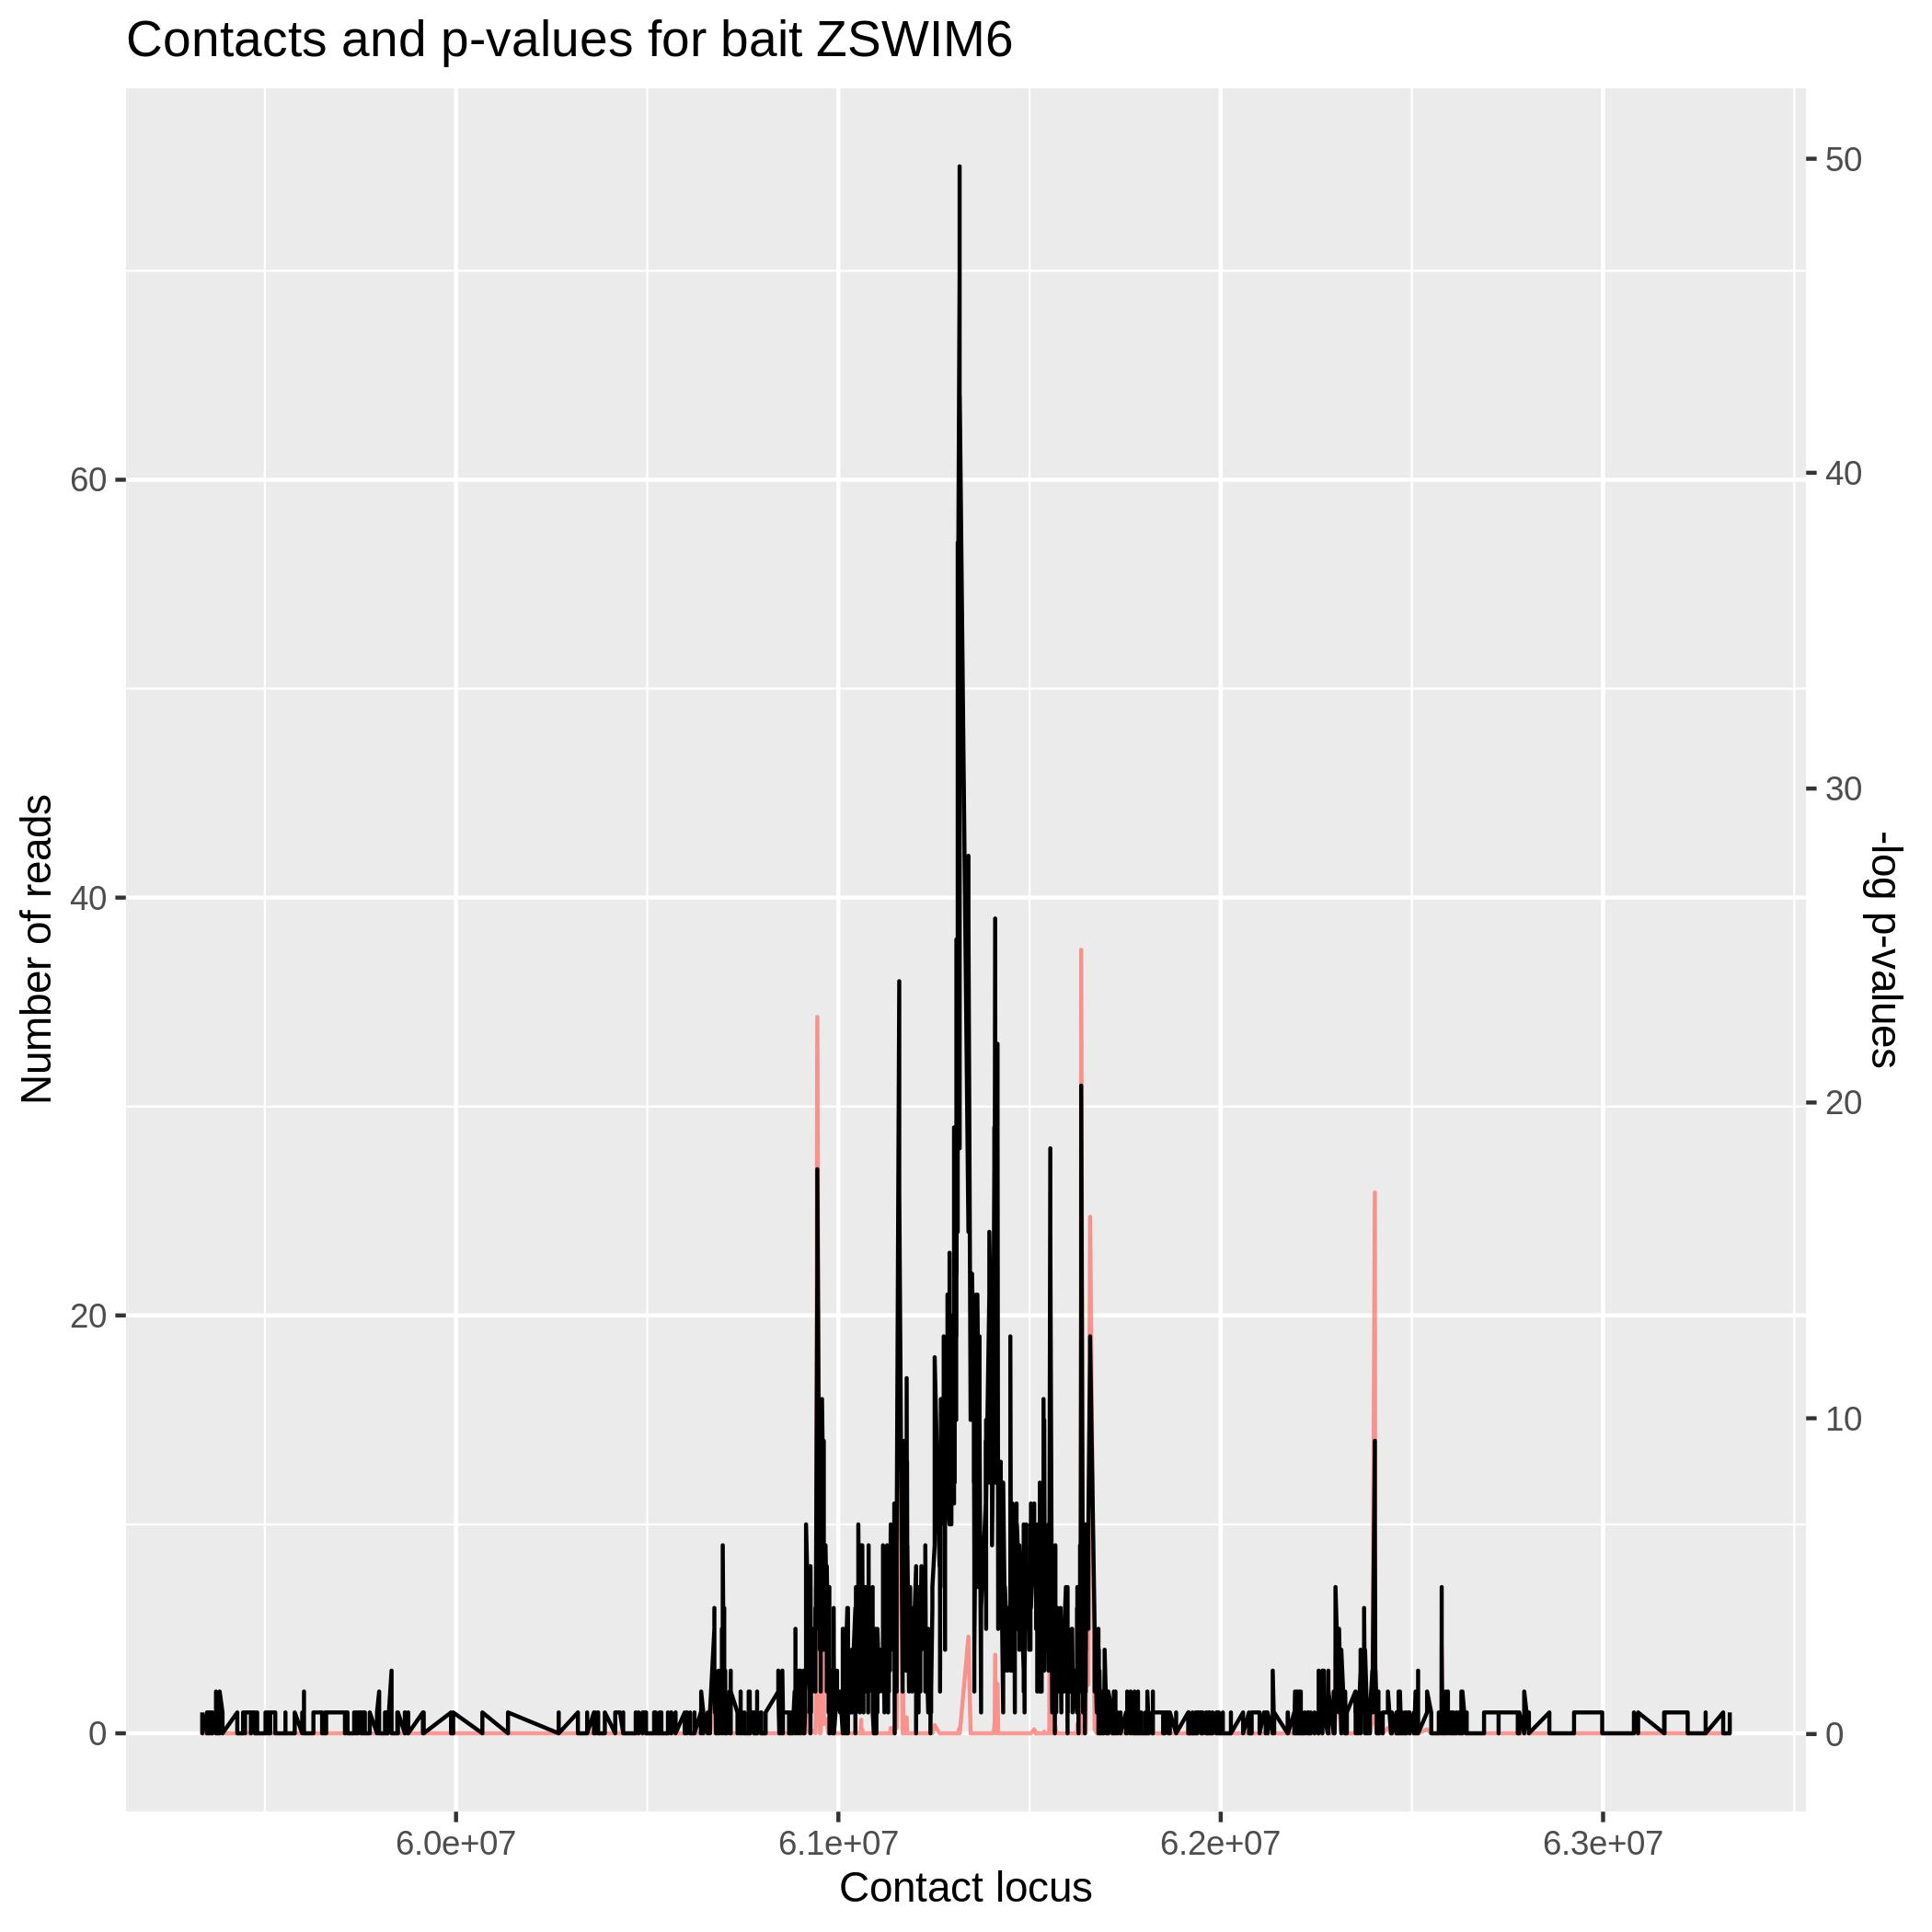 Contacts and p-values for bait ZSWIM6
Number of reads
60
40
20
0
50
40
30
20
10
0
-log p-values
6.0e+07
6.1e+07
6.2e+07
6.3e+07
Contact locus